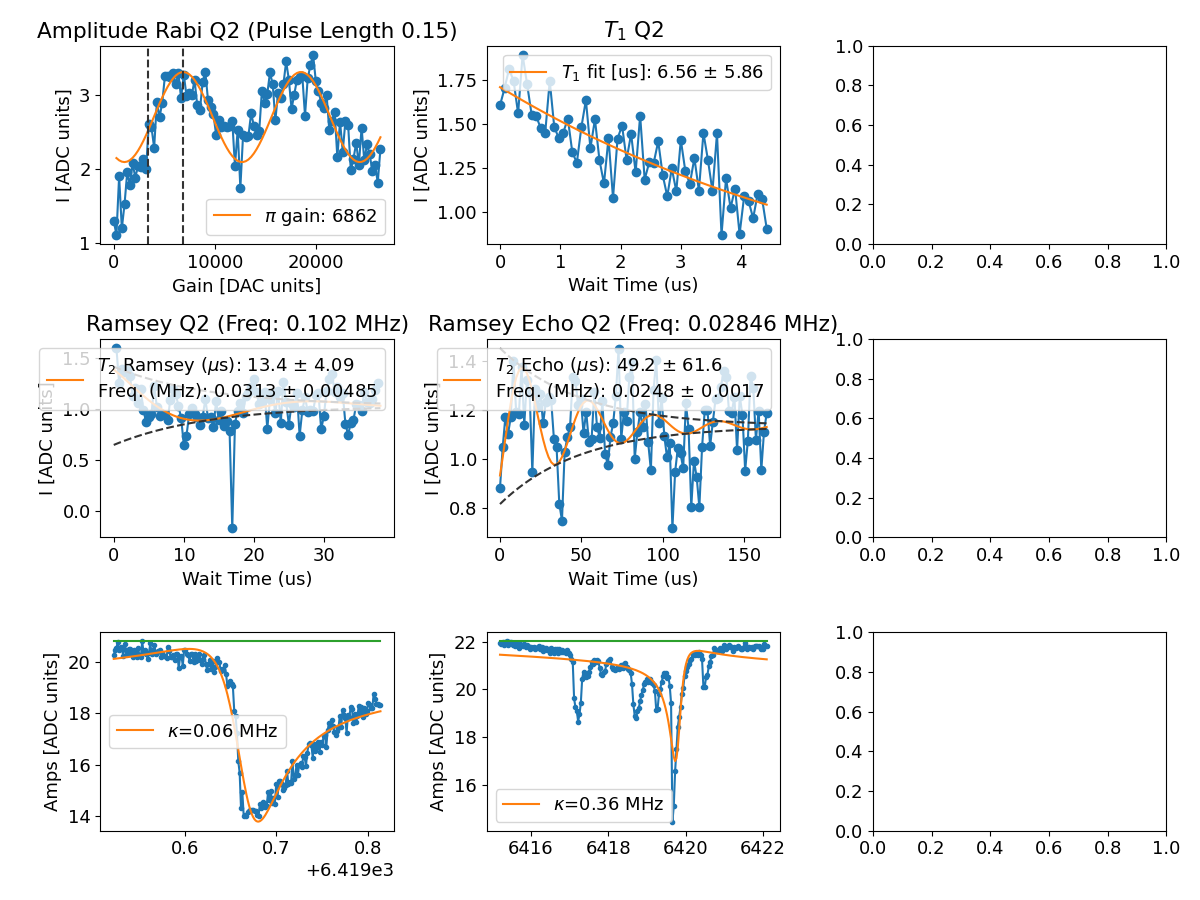 Amplitude Rabi Q2 (Pulse Length 0.15)
I [ADC units]
3
2
1
π gain: 6862
0 10000 20000
Gain [DAC units]
T1 Q2
I [ADC units]
1.75
1.50
1.25
1.00
T1 fit [us]: 6.56 ± 5.86
0 1 2 3 4
Wait Time (us)
1.0
0.8
0.6
0.4
0.2
0.0
0.0 0.2 0.4 0.6 0.8 1.0
Ramsey Q2 (Freq: 0.102 MHz)
I [ADC units]
1.5
1.0
0.5
0.0
T2 Ramsey (μs): 13.4 ± 4.09
Freq. (MHz): 0.0313 ± 0.00485
0 10 20 30
Wait Time (us)
Ramsey Echo Q2 (Freq: 0.02846 MHz)
I [ADC units]
1.4
1.2
1.0
0.8
T2 Echo (μs): 49.2 ± 61.6
Freq. (MHz): 0.0248 ± 0.0017
0 50 100 150
Wait Time (us)
1.0
0.8
0.6
0.4
0.2
0.0
0.0 0.2 0.4 0.6 0.8 1.0
Amps [ADC units]
20
18
16
14
κ=0.06 MHz
0.6 0.7 0.8
+6.419e3
Amps [ADC units]
22
20
18
16
κ=0.36 MHz
6416 6418 6420 6422
1.0
0.8
0.6
0.4
0.2
0.0
0.0 0.2 0.4 0.6 0.8 1.0